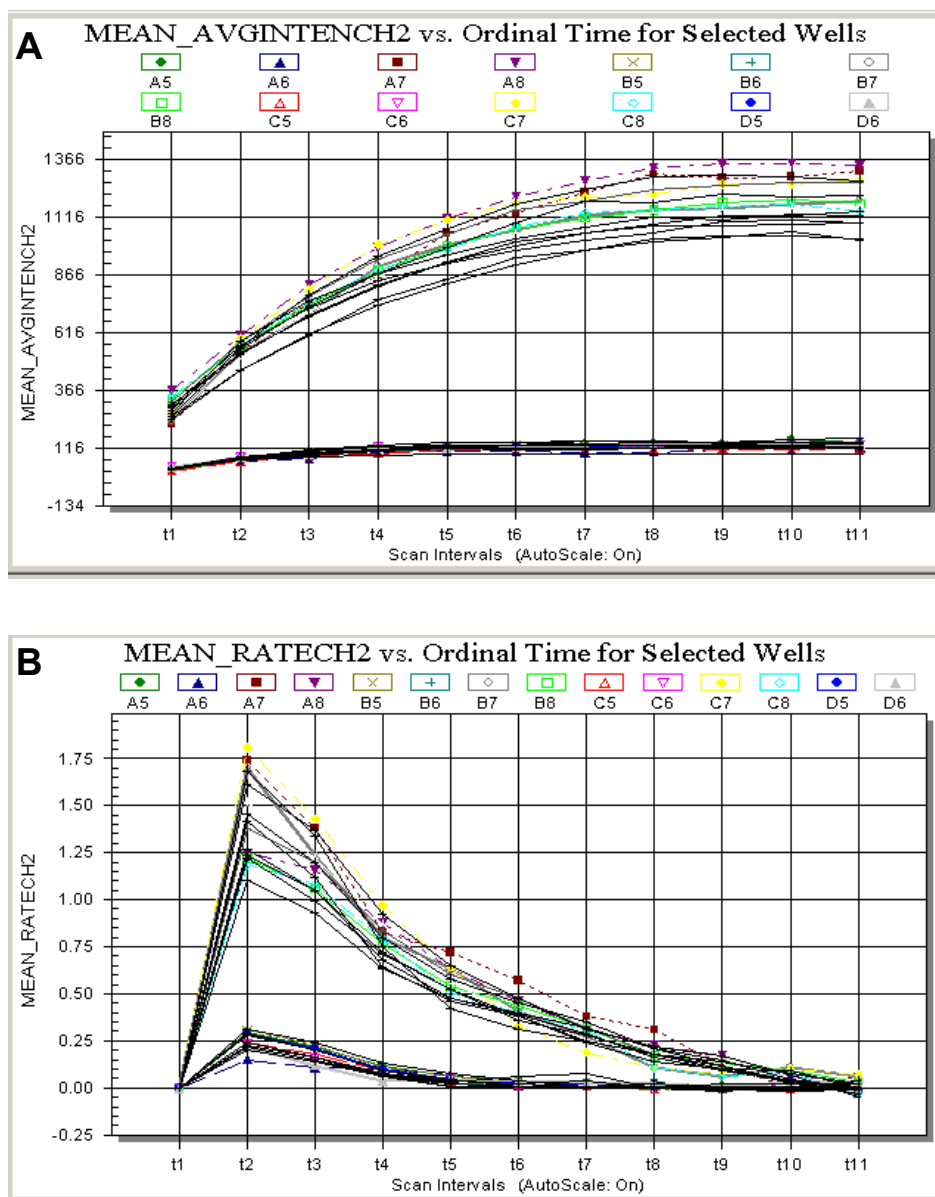 A
MEAN_AVGINTENCH2 vs. Ordinal Time for Selected Wells
A5 A6 A7 A8 B5 B6 B7
B8 C5 C6 C7 C8 D5 D6
1366
1116
866
616
366
116
-134
MEAN_AVGINTENCH2
t1 t2 t3 t4 t5 t6 t7 t8 t9 t10 t11
Scan Intervals (AutoScale: On)
B
MEAN_RATECH2 vs. Ordinal Time for Selected Wells
A5 A6 A7 A8 B5 B6 B7 B8 C5 C6 C7 C8 D5 D6
1.75
1.50
1.25
1.00
0.75
0.50
0.25
0.00
-0.25
MEAN_RATECH2
t1 t2 t3 t4 t5 t6 t7 t8 t9 t10 t11
Scan Intervals (AutoScale: On)